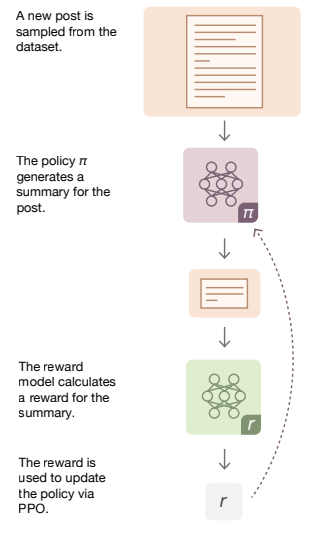 A new post is
sampled from the
dataset.
The policy π
generates a
summary for the
post.
π
The reward
model calculates
a reward for the
summary.
r
The reward is
used to update
the policy via
PPO.
r